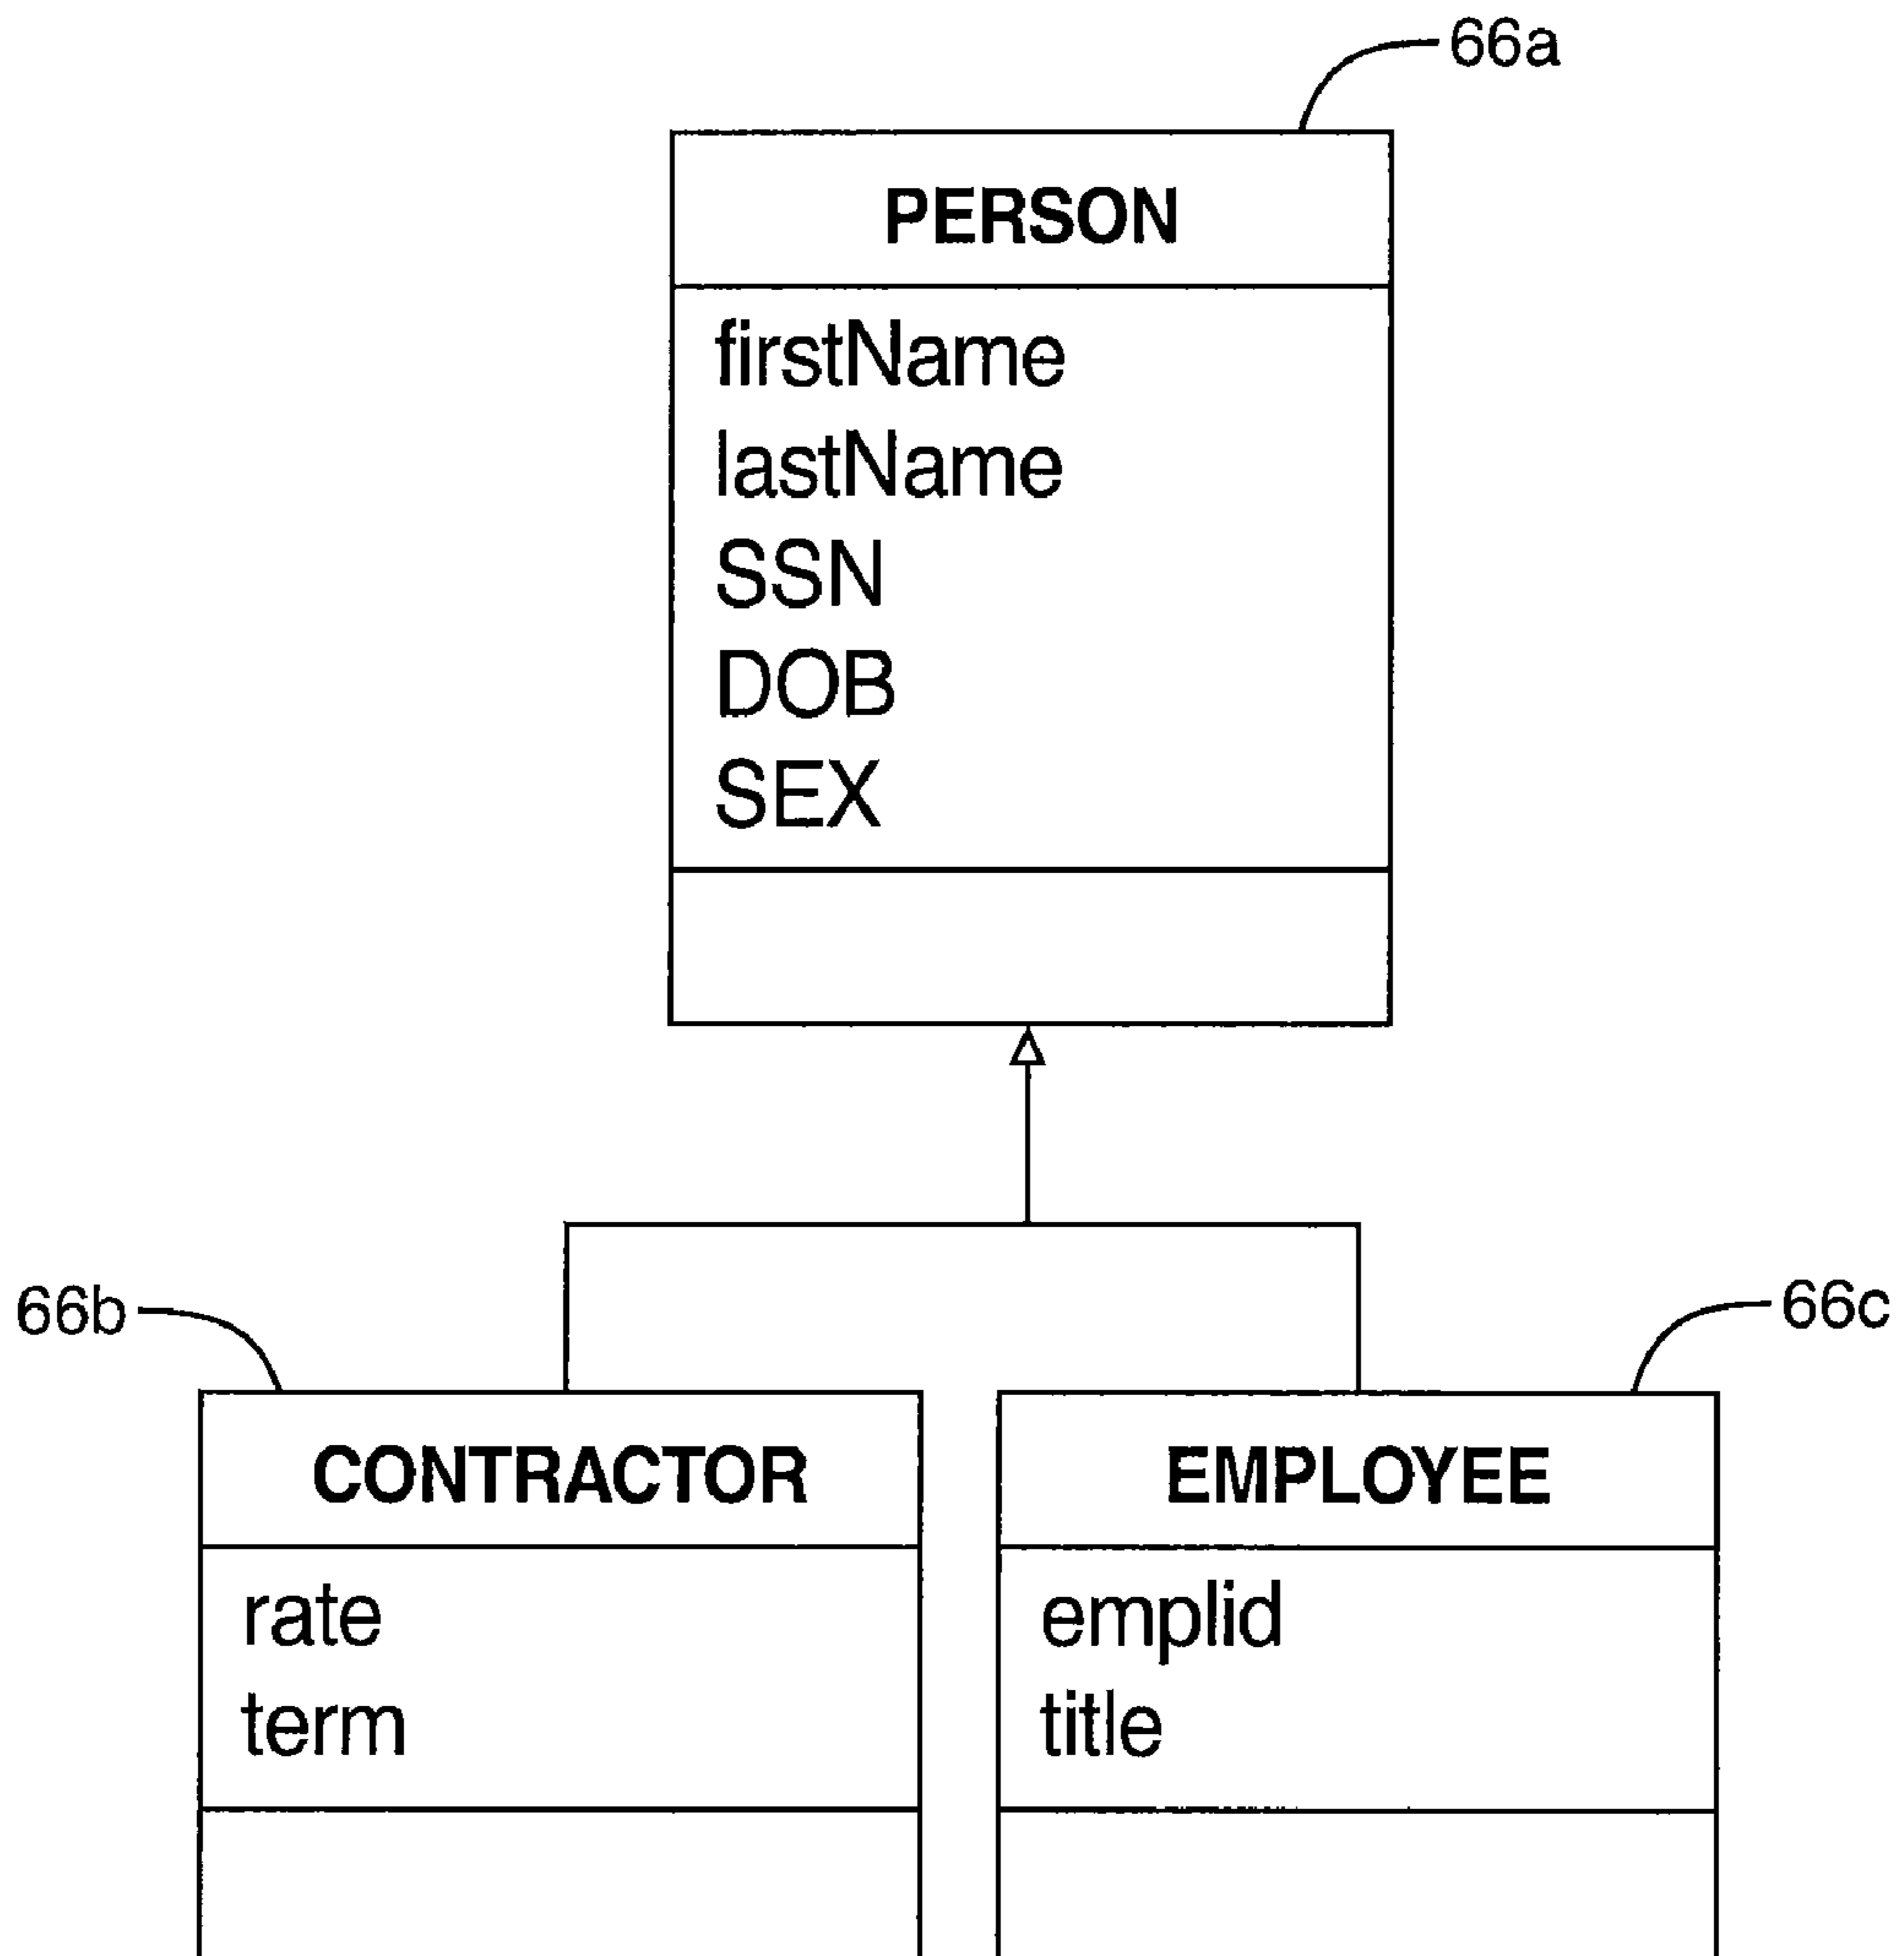 66a
PERSON
firstName
lastName
SSN
DOB
SEX
66b
66c
CONTRACTOR
rate
term
EMPLOYEE
emplid
title